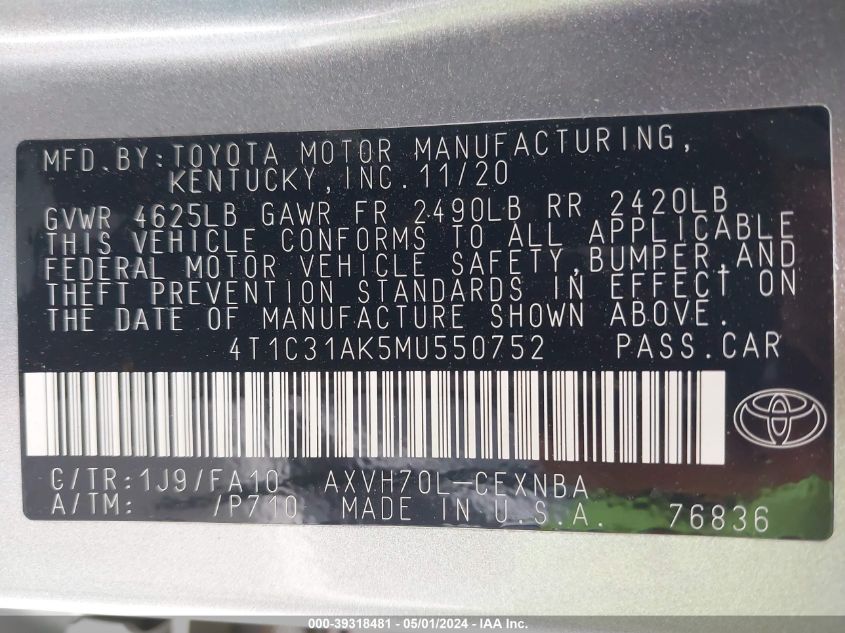 MFD.BY:TOYOTA MOTOR MANUFACTURING,
KENTUCKY,INC.11/20
GVWR 4625LB GAWR FR 2490LB RR 2420LB
THIS VEHICLE CONFORMS TO ALL APPLICABLE
FEDERAL MOTOR VEHICLE SAFETY,BUMPER,AND
THEFT PREVENTION STANDARDS IN EFFECT ON
THE DATE OF MANUFACTURE SHOWN ABOVE.
4T1C31AK5MU550752 PASS.CAR
C/TR:1J9/FA10 AXVH70L-CEXNBA
A/TM: /P710 MADE IN U.S.A. 76836
000-39318481 - 05/01/2024 - IAA Inc.